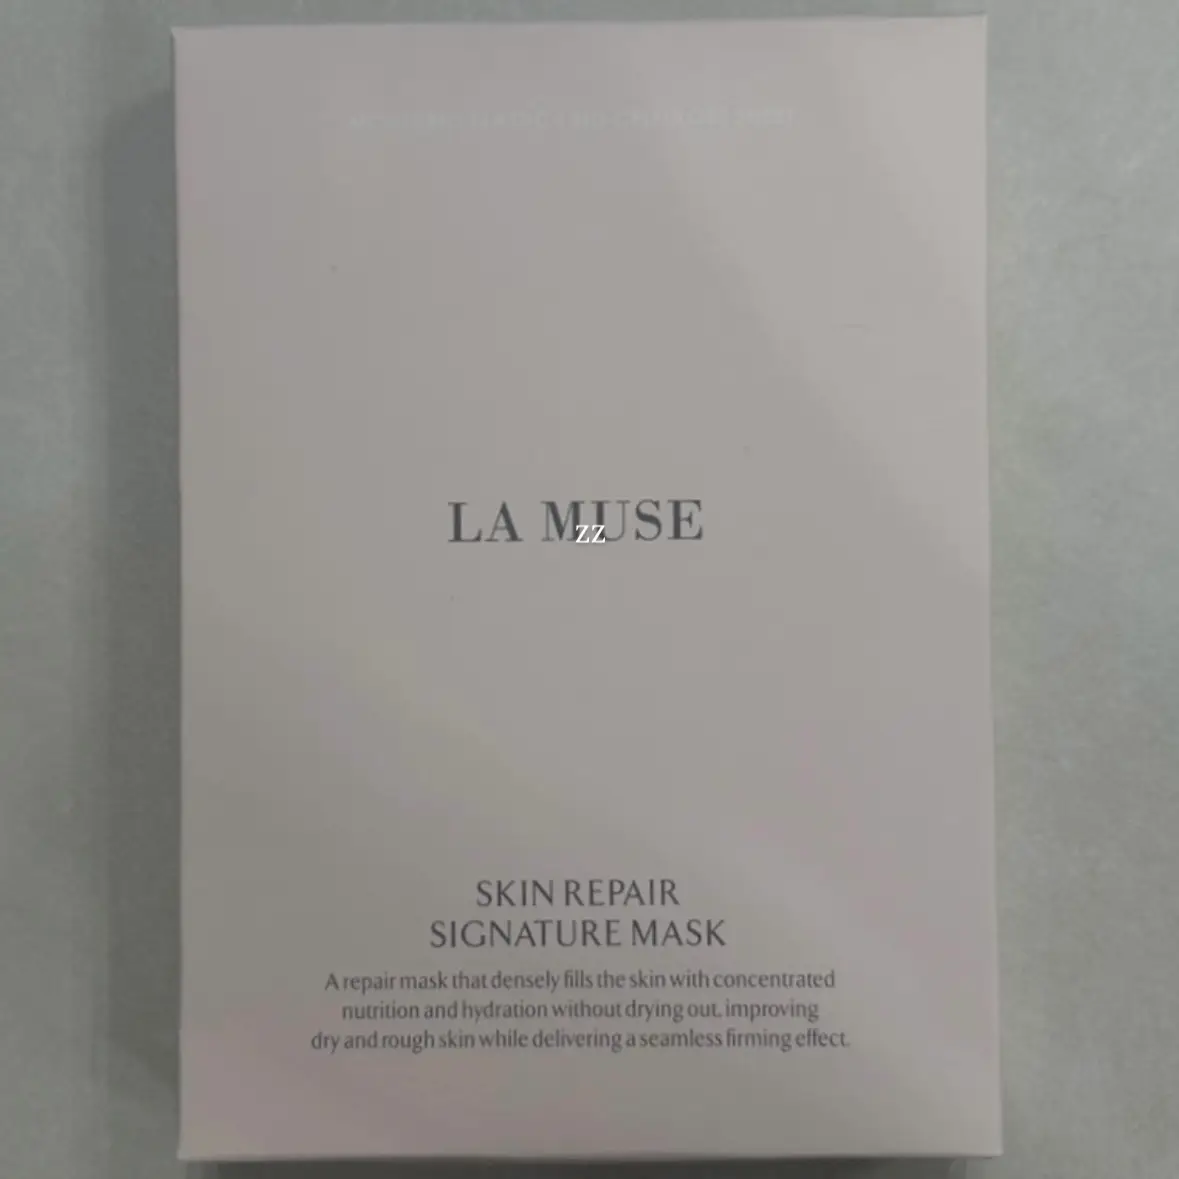 LA MUSE
zz
SKIN REPAIR
SIGNATURE MASK
A repair mask that densely fills the skin with concentrated
nutrition and hydration without drying out, improving
dry and rough skin while delivering a seamless firming effect.